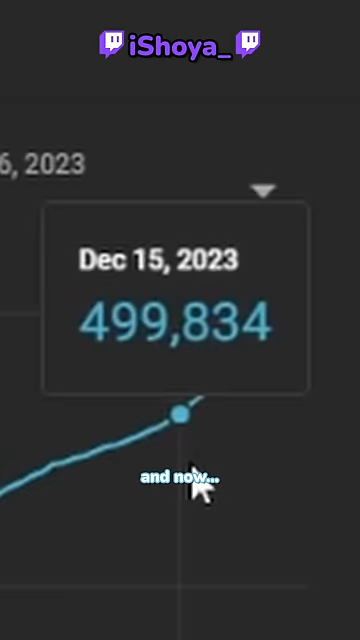 iShoya_
6, 2023
Dec 15, 2023
499,834
and now...